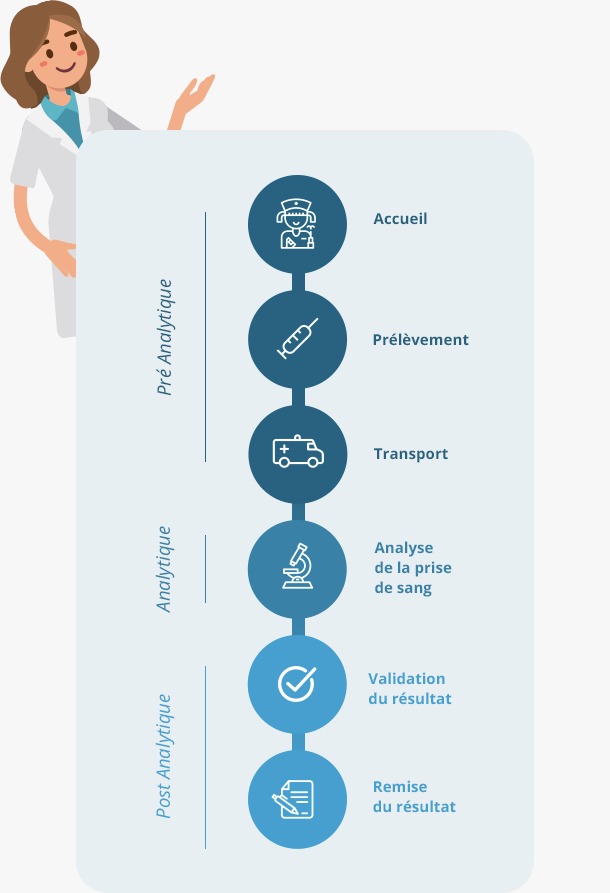 Pré Analytique
Accueil
Prélèvement
Transport
Analytique
Analyse
de la prise
de sang
Post Analytique
Validation
du résultat
Remise
du résultat